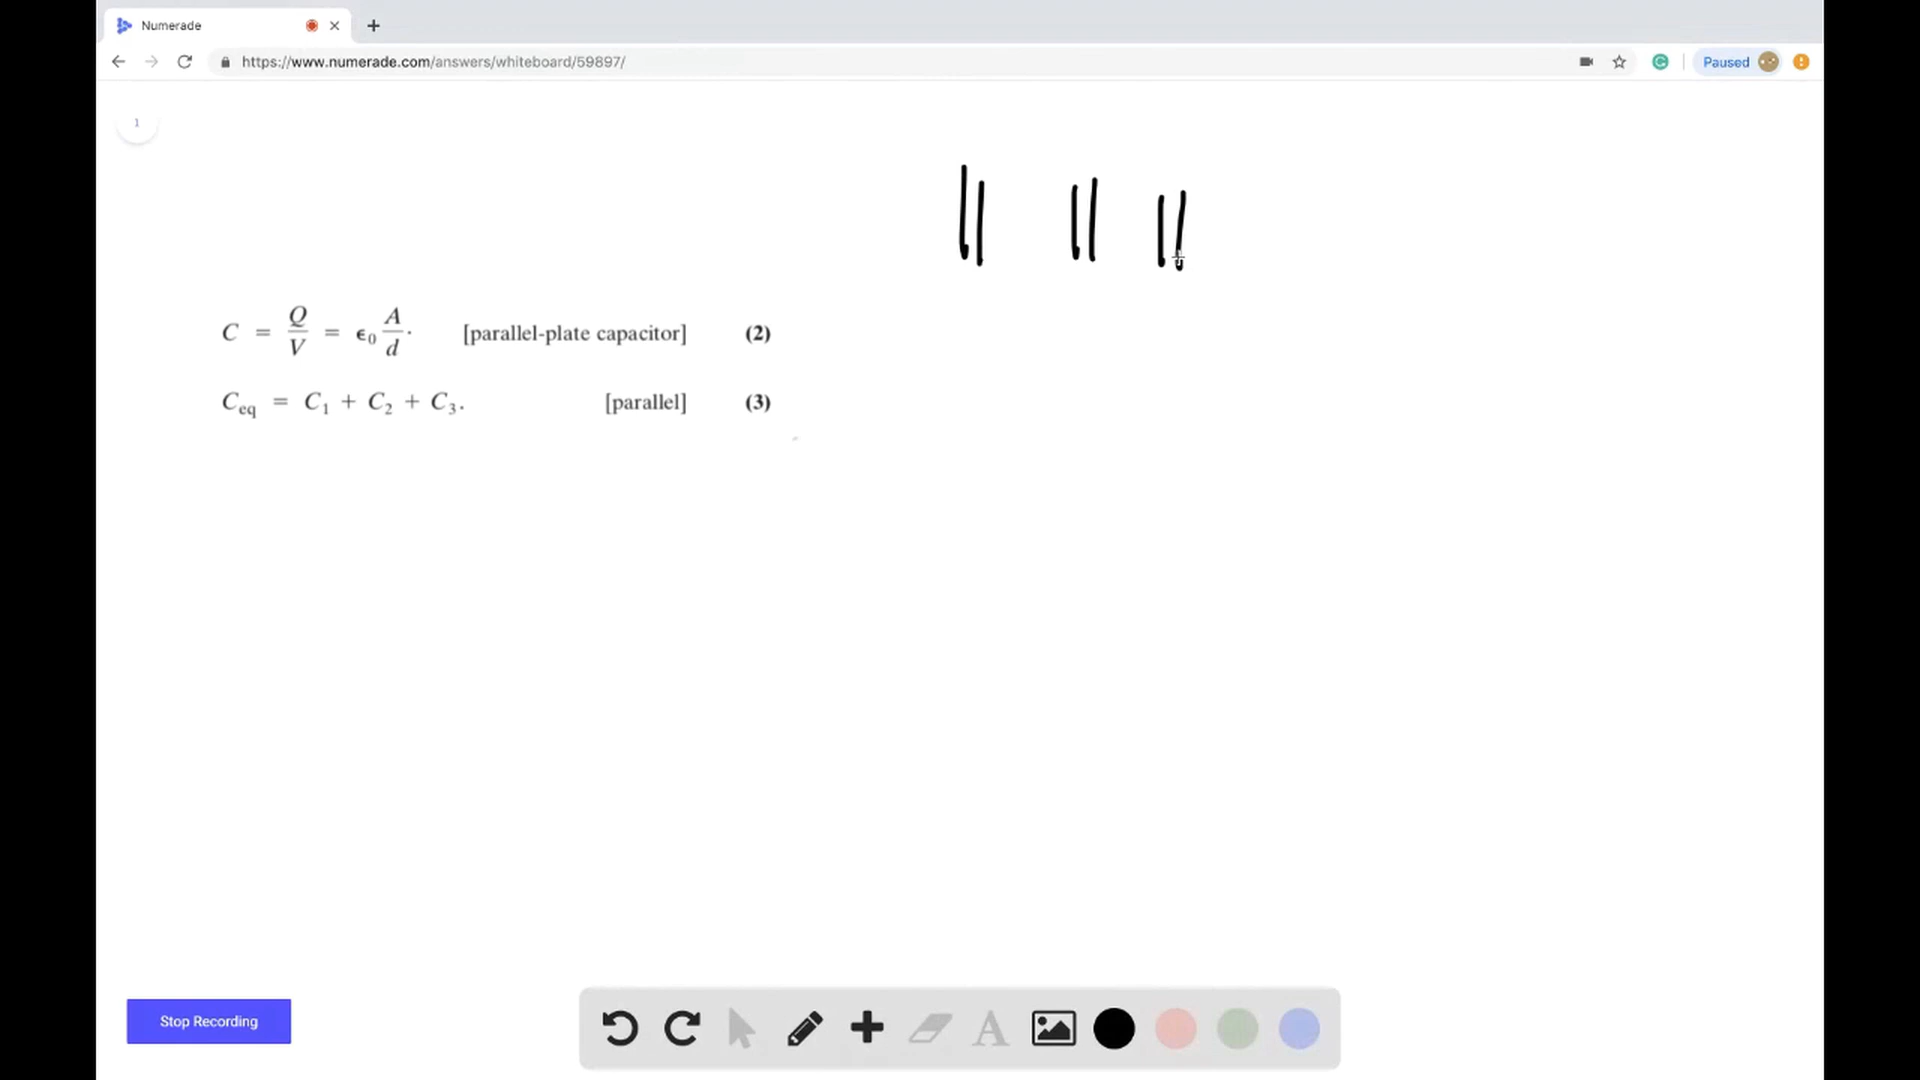 Numerade
https://www.numerade.com/answers/whiteboard/59897/
Paused
1
C = Q/V = ϵ₀ A/d. [parallel-plate capacitor] (2)
C_eq = C₁ + C₂ + C₃. [parallel] (3)
Stop Recording
A